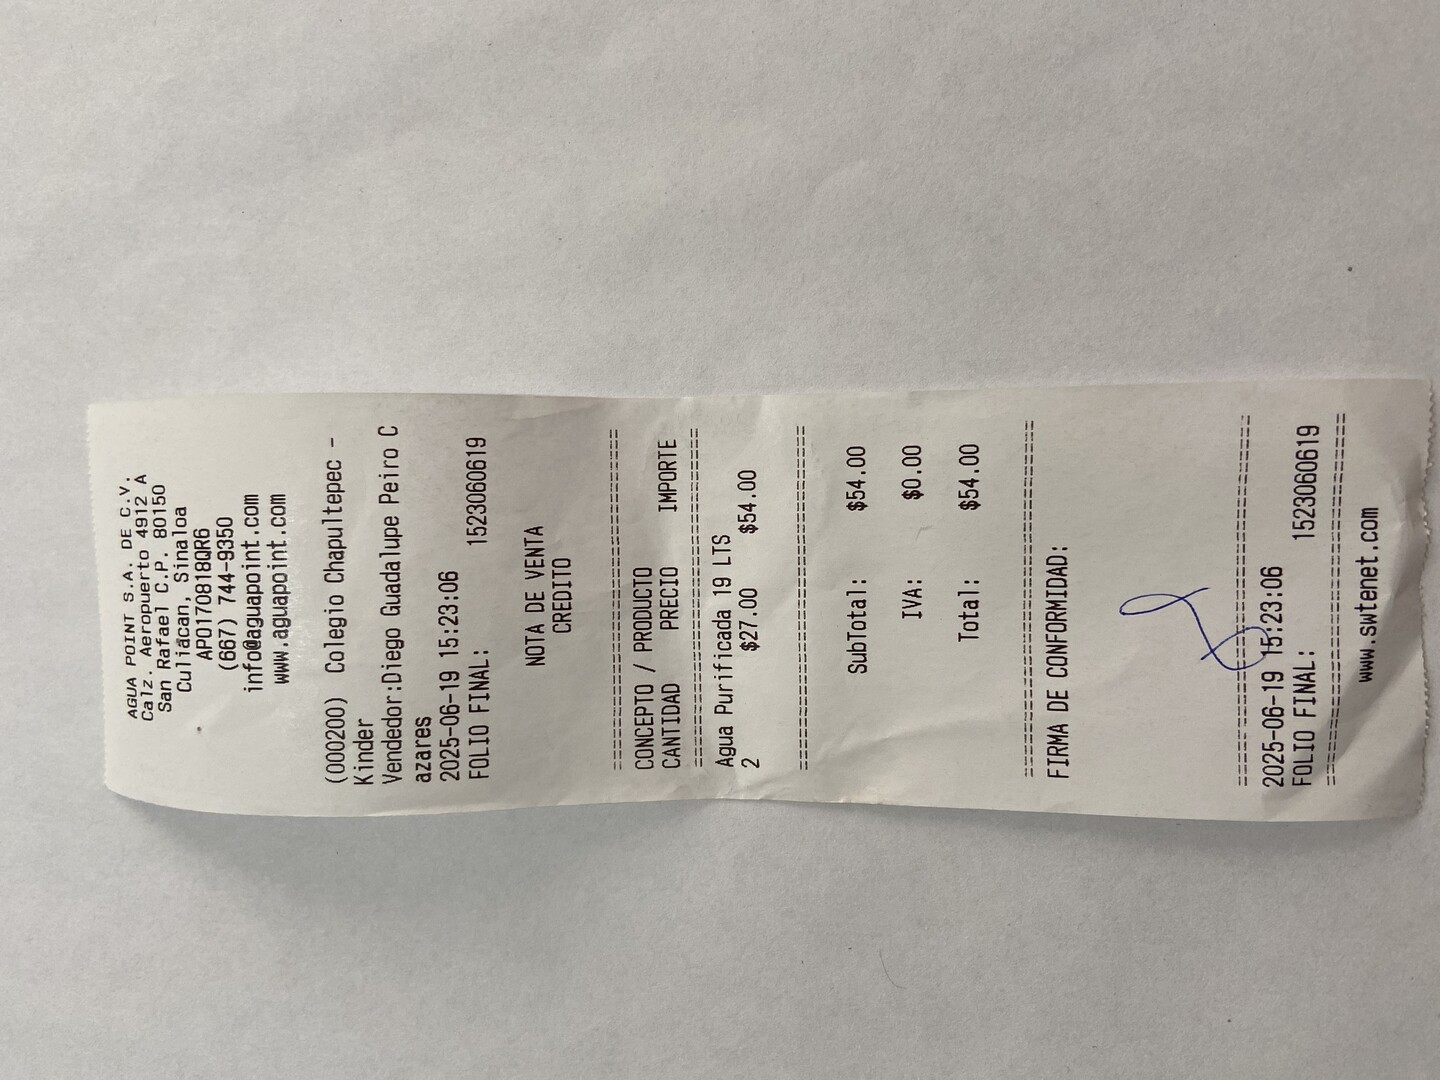 AGUA POINT S.A. DE C.V.
Calz. Aeropuerto 4912 A
San Rafael C.P. 80150
Culiacan, Sinaloa
APO170818QR6
(667) 744-9350
info@aguapoint.com
www.aguapoint.com
(000200) Colegio Chapultepec -
Kinder
Vendedor:Diego Guadalupe Peiro C
azares
2025-06-19 15:23:06
FOLIO FINAL: 1523060619
NOTA DE VENTA
CREDITO
================================
CONCEPTO / PRODUCTO
CANTIDAD PRECIO IMPORTE
================================
Agua Purificada 19 LTS
2 $27.00 $54.00
================================
SubTotal: $54.00
IVA: $0.00
Total: $54.00
================================
FIRMA DE CONFORMIDAD:
================================
2025-06-19 15:23:06
FOLIO FINAL: 1523060619
================================
www.swtenet.com